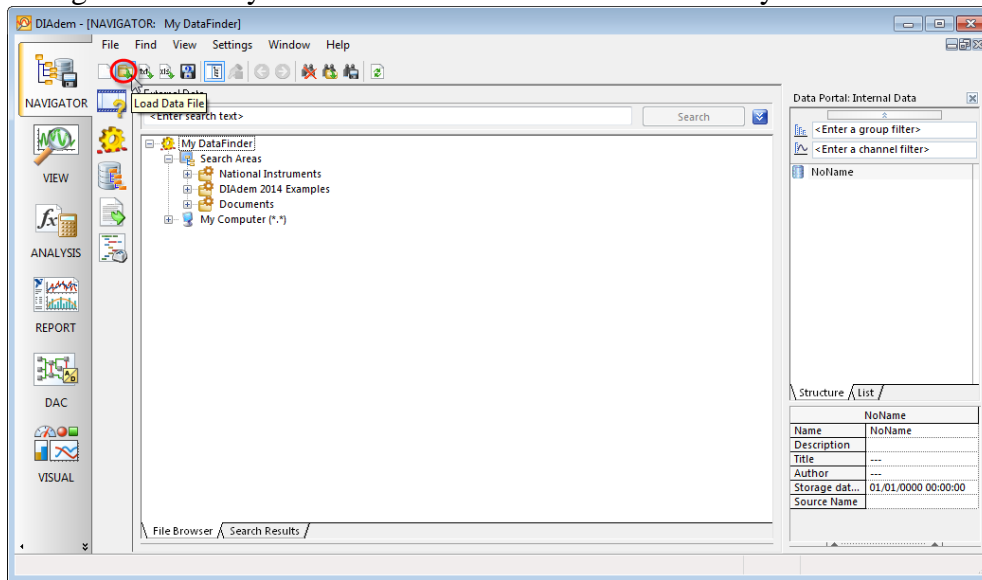 DIAdem - [NAVIGATOR: My DataFinder]
File Find View Settings Window Help
NAVIGATOR
VIEW
ANALYSIS
REPORT
DAC
VISUAL
Load Data File
<Enter search text>
Search
My DataFinder
Search Areas
National Instruments
DIAdem 2014 Examples
Documents
My Computer (*.*)
File Browser
Search Results
Data Portal: Internal Data
<Enter a group filter>
<Enter a channel filter>
NoName
Structure
List
NoName
Name NoName
Description
Title ---
Author ---
Storage dat... 01/01/0000 00:00:00
Source Name